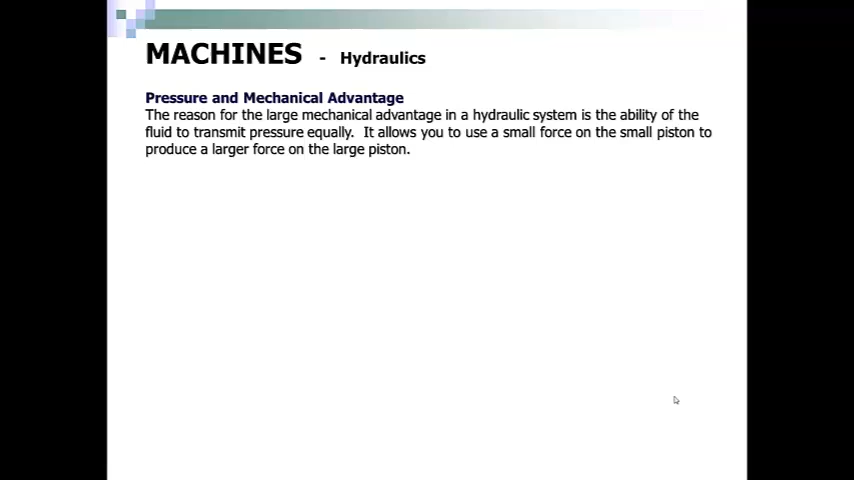 MACHINES - Hydraulics
Pressure and Mechanical Advantage
The reason for the large mechanical advantage in a hydraulic system is the ability of the
fluid to transmit pressure equally. It allows you to use a small force on the small piston to
produce a larger force on the large piston.